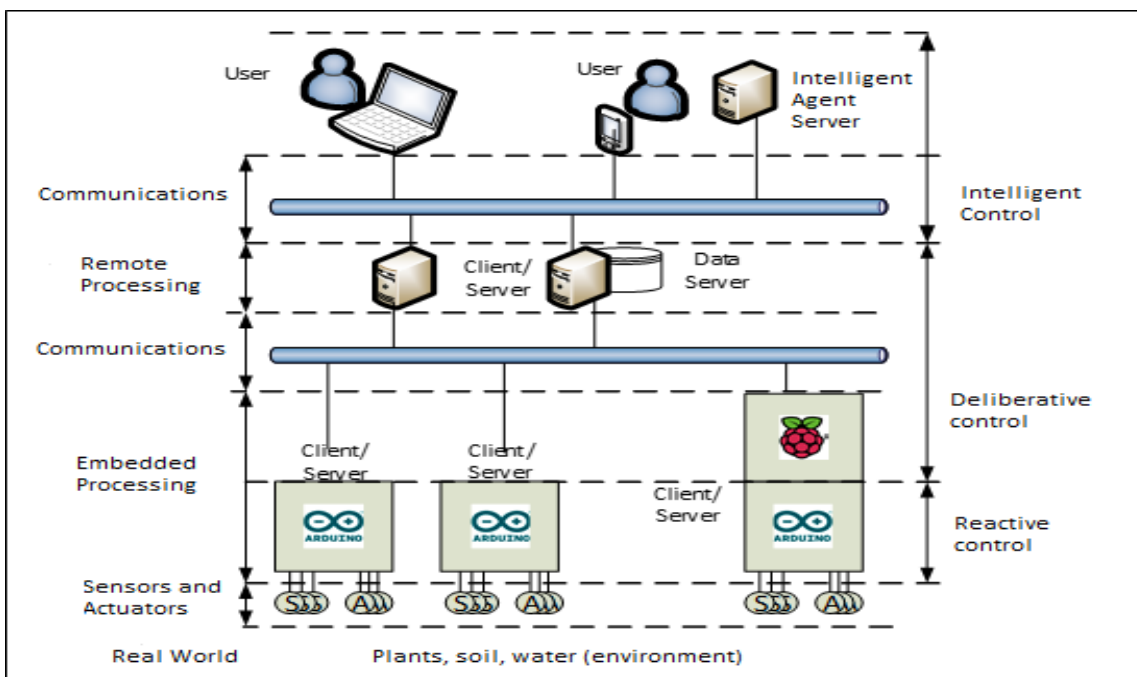 User
User
Intelligent
Agent
Server
Communications
Intelligent
Control
Remote
Processing
Client/
Server
Data
Server
Communications
Deliberative
control
Embedded
Processing
Client/
Server
Client/
Server
Client/
Server
ARDUINO
ARDUINO
ARDUINO
Reactive
control
Sensors and
Actuators
S S S
A A A
S S S
A A A
S S S
A A A
Real World
Plants, soil, water (environment)